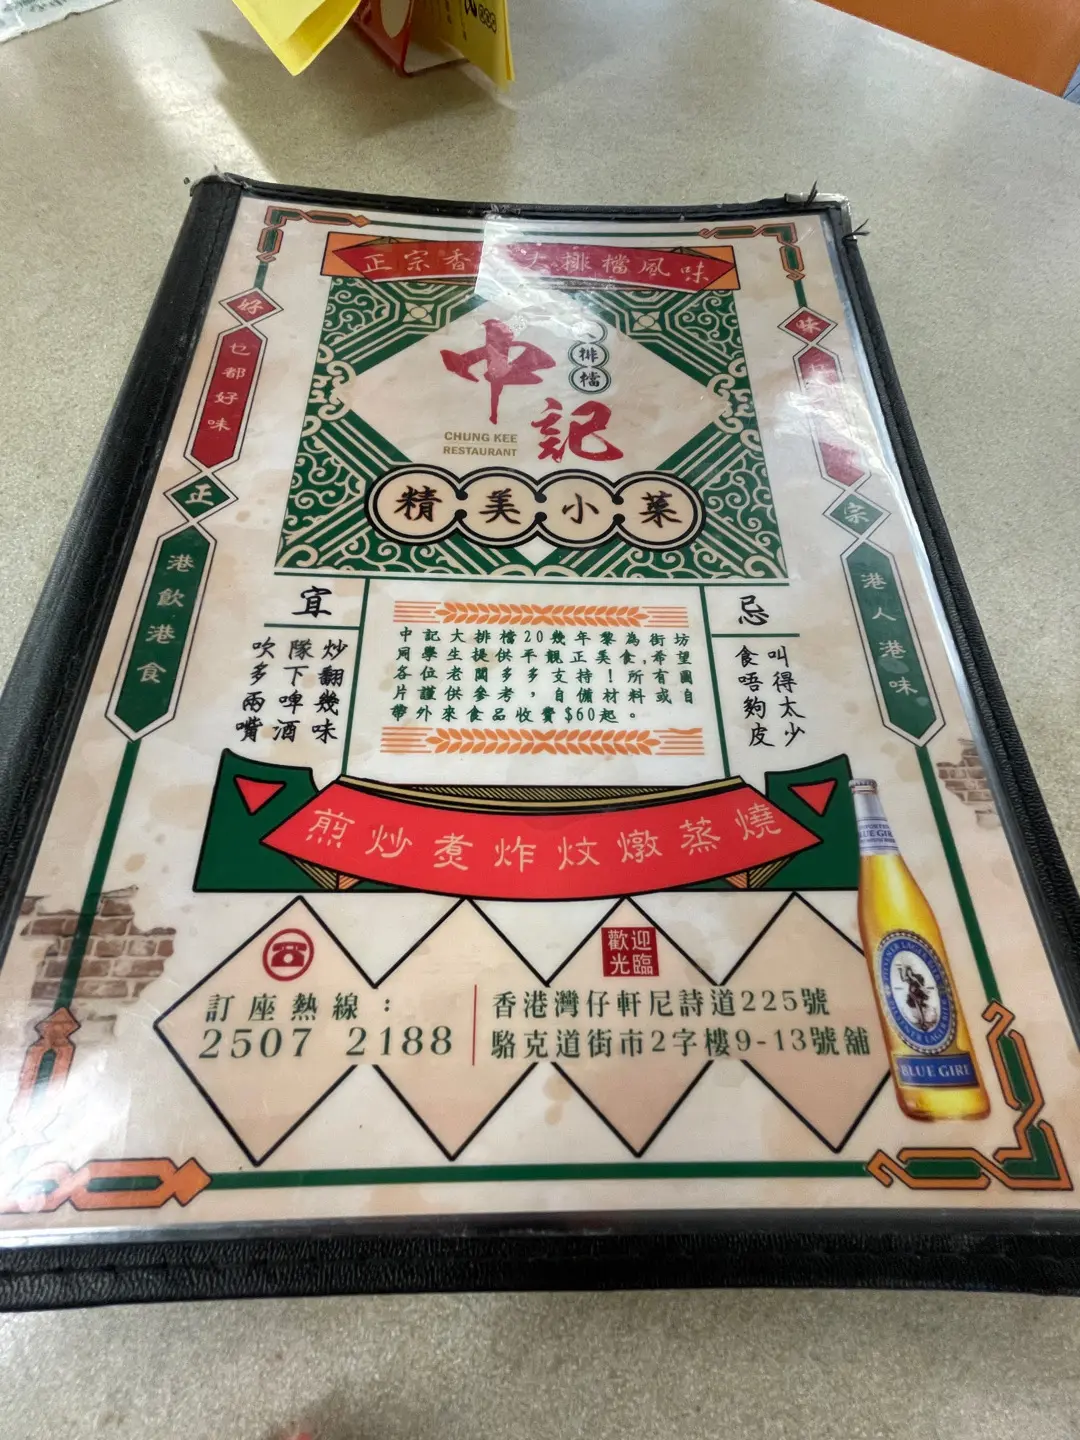 正宗香 大排檔風味
好
乜都好味
正
港飲港食
味
宗
港人港味
中記
排檔
CHUNG KEE
RESTAURANT
精美小菜
宜
炒翻幾味
隊下啤酒
吹多兩嘴
中記大排檔20幾年黎為街坊
同學生提供平靚正美食,希望
各位老闆多多支持!所有圖
片謹供參考，自備材料或自
帶外來食品收費$60起。
忌
叫得太少
食唔夠皮
煎炒煮炸炆燉蒸燒
歡迎
光臨
訂座熱線：
2507 2188
香港灣仔軒尼詩道225號
駱克道街市2字樓9-13號舖
BLUE GIRL
PILSENER LAGER
BLUE GIRL